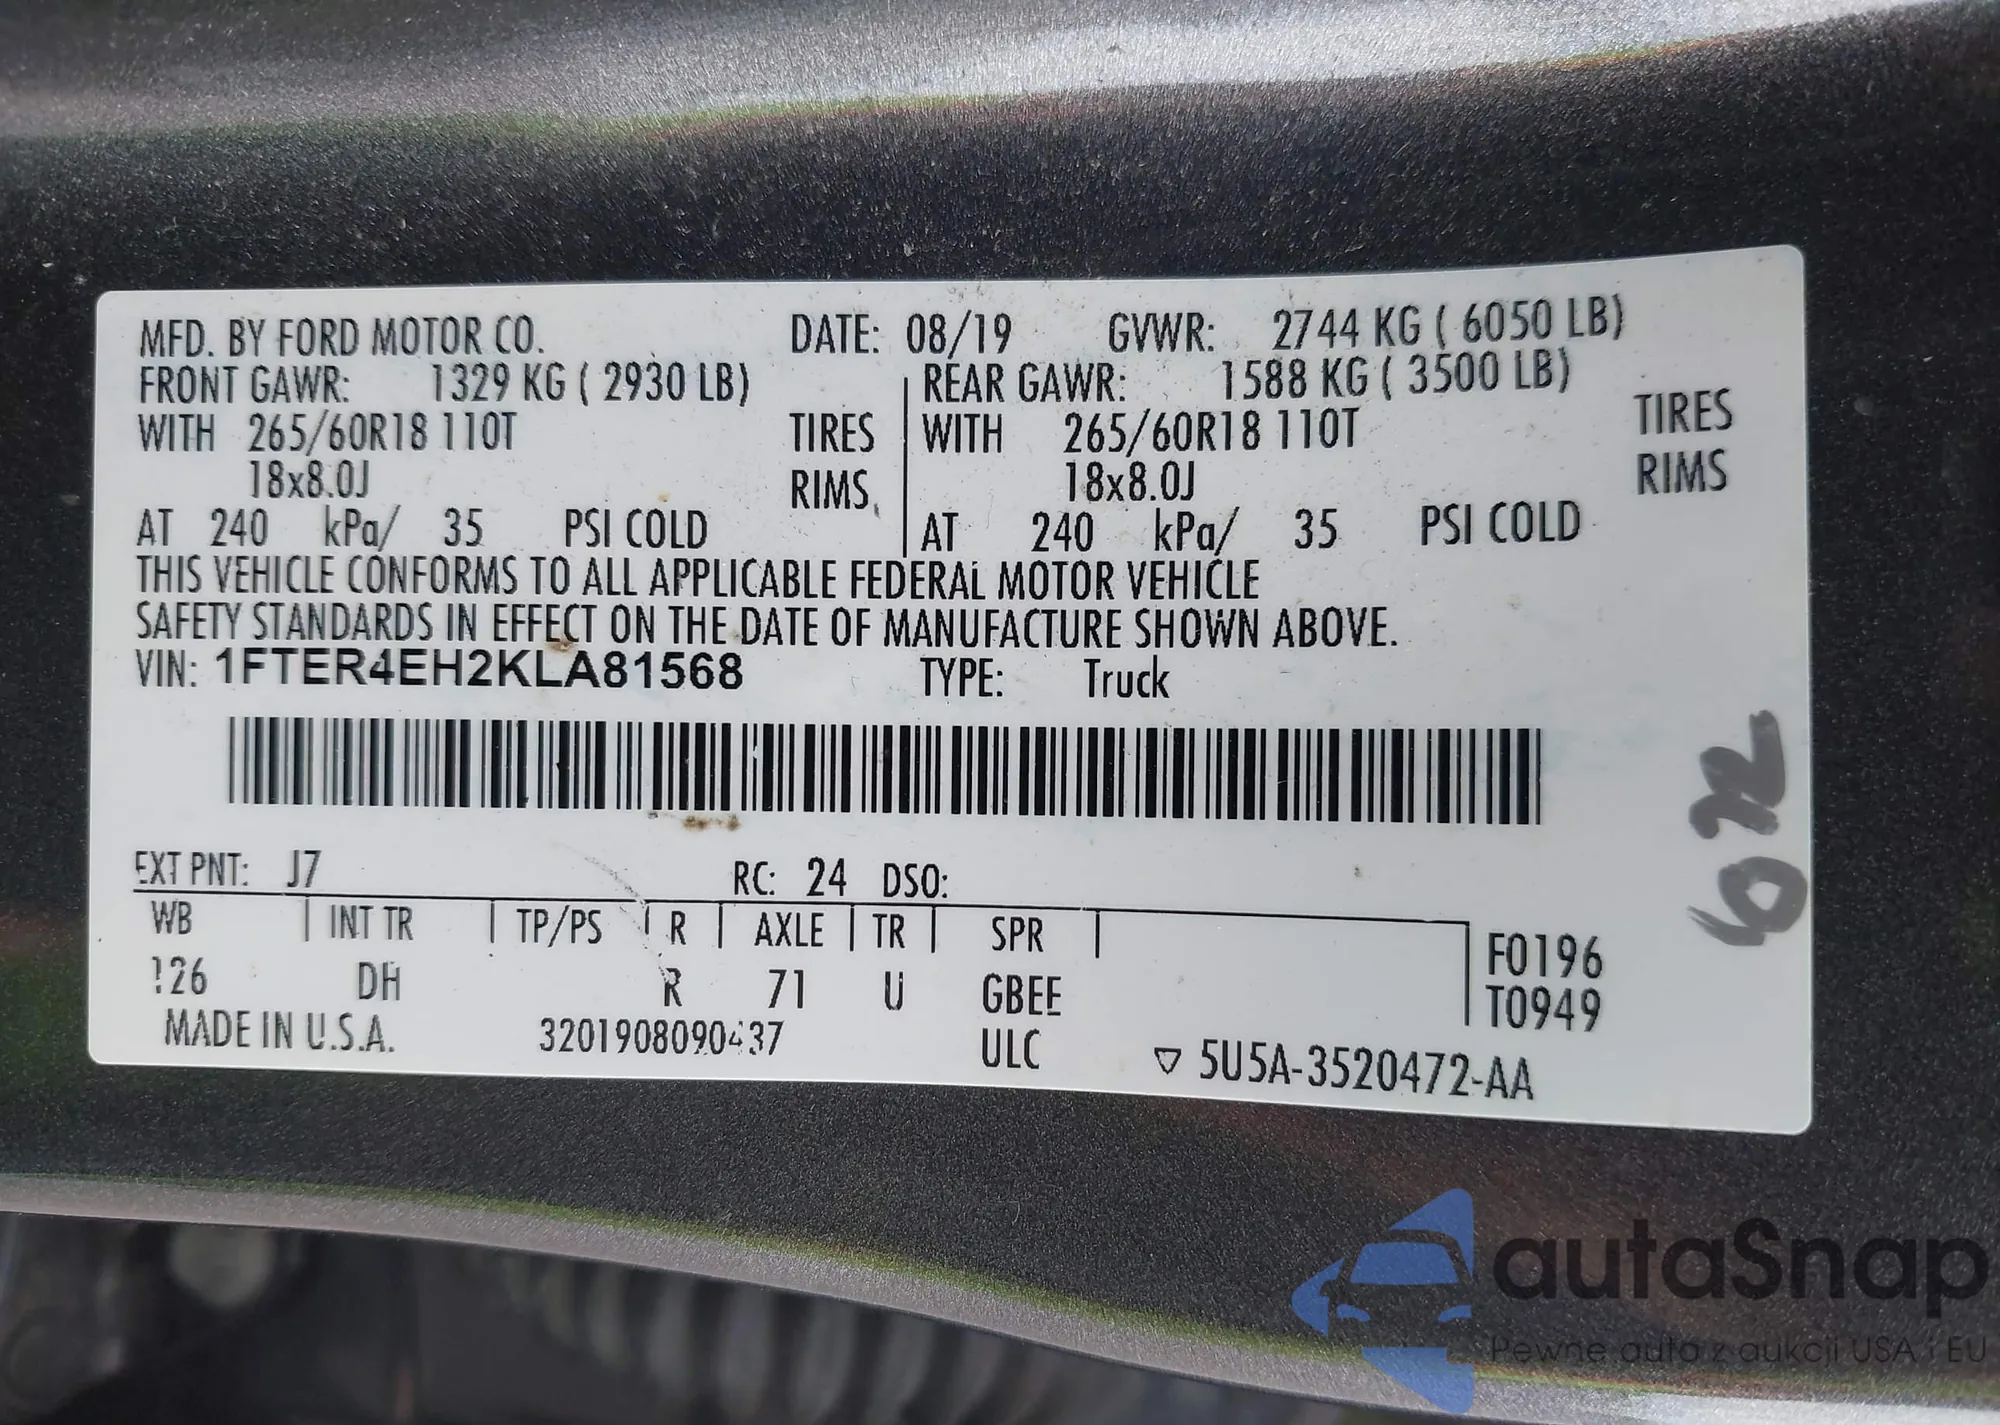 MFD. BY FORD MOTOR CO. DATE: 08/19 GVWR: 2744 KG ( 6050 LB)
FRONT GAWR: 1329 KG ( 2930 LB) REAR GAWR: 1588 KG ( 3500 LB)
WITH 265/60R18 110T TIRES WITH 265/60R18 110T TIRES
18x8.0J RIMS 18x8.0J RIMS
AT 240 kPa/ 35 PSI COLD AT 240 kPa/ 35 PSI COLD
THIS VEHICLE CONFORMS TO ALL APPLICABLE FEDERAL MOTOR VEHICLE
SAFETY STANDARDS IN EFFECT ON THE DATE OF MANUFACTURE SHOWN ABOVE.
VIN: 1FTER4EH2KLA81568 TYPE: Truck
EXT PNT: J7 RC: 24 DSO:
WB INT TR TP/PS R AXLE TR SPR
F0196
126 DH R 71 U GBEE
T0949
MADE IN U.S.A. 3201908090437 ULC 5U5A-3520472-AA
autaSnap
Pewne auta z aukcji USA i EU